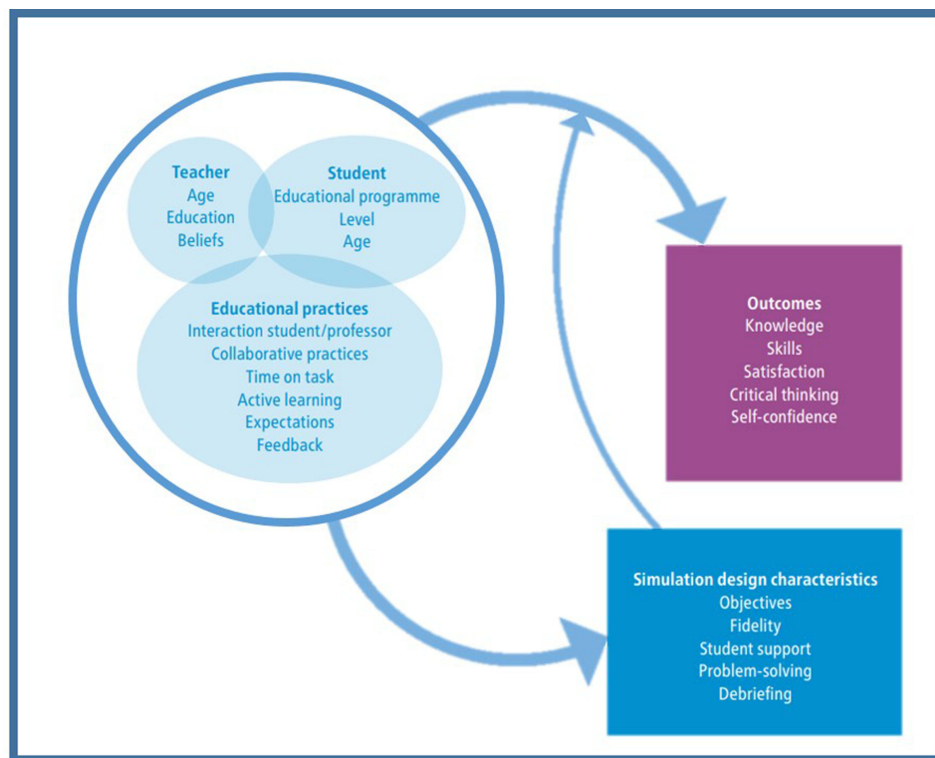 Teacher
Age
Education
Beliefs
Student
Educational programme
Level
Age
Educational practices
Interaction student/professor
Collaborative practices
Time on task
Active learning
Expectations
Feedback
Outcomes
Knowledge
Skills
Satisfaction
Critical thinking
Self-confidence
Simulation design characteristics
Objectives
Fidelity
Student support
Problem-solving
Debriefing